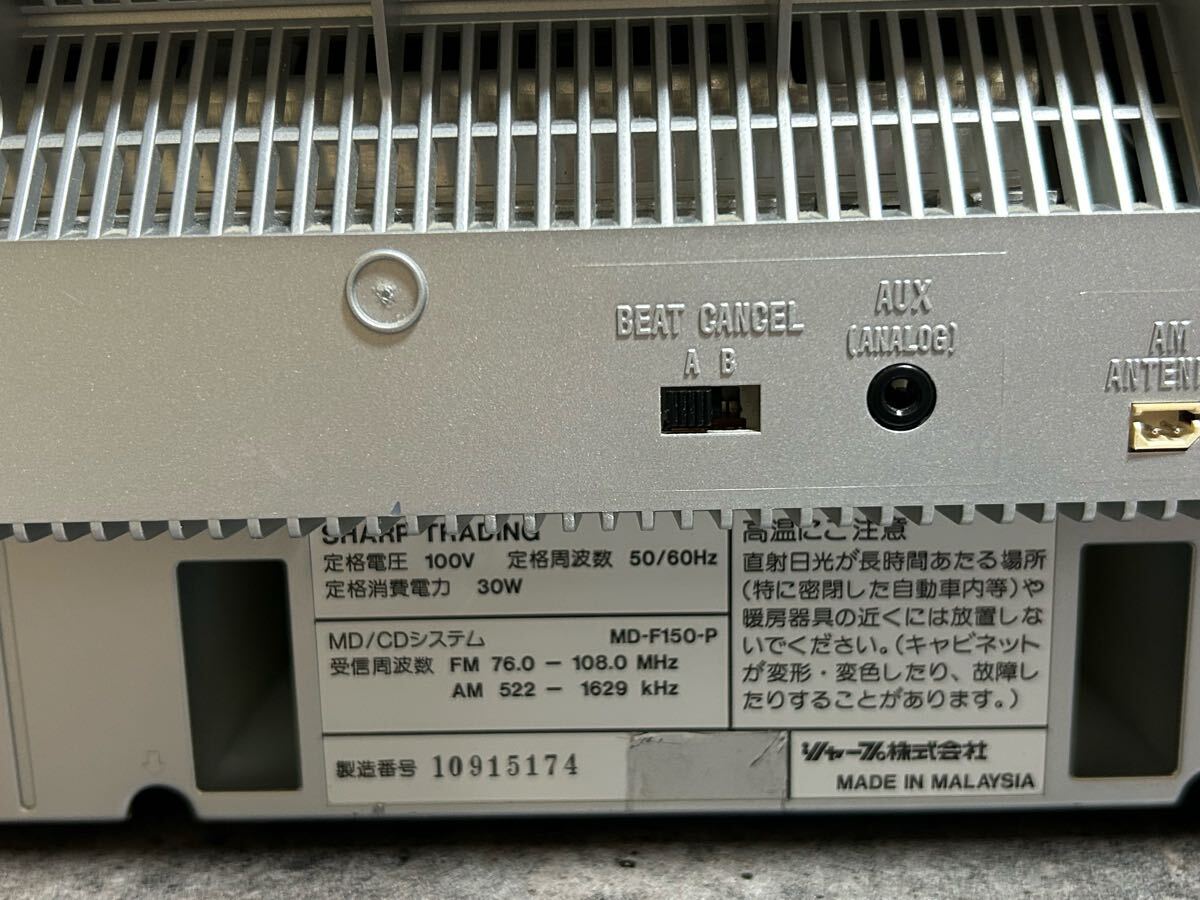 BEAT CANCEL
A B
AUX
(ANALOG)
AM
ANTENN
SHARP TRADING
定格電圧 100V 定格周波数 50/60Hz
定格消費電力 30W
MD/CDシステム MD-F150-P
受信周波数 FM 76.0 - 108.0 MHz
AM 522 - 1629 kHz
製造番号 10915174
高温にご注意
直射日光が長時間あたる場所
(特に密閉した自動車内等)や
暖房器具の近くには放置しな
いでください。(キャビネット
が変形・変色したり、故障し
たりすることがあります。)
シャープ株式会社
MADE IN MALAYSIA